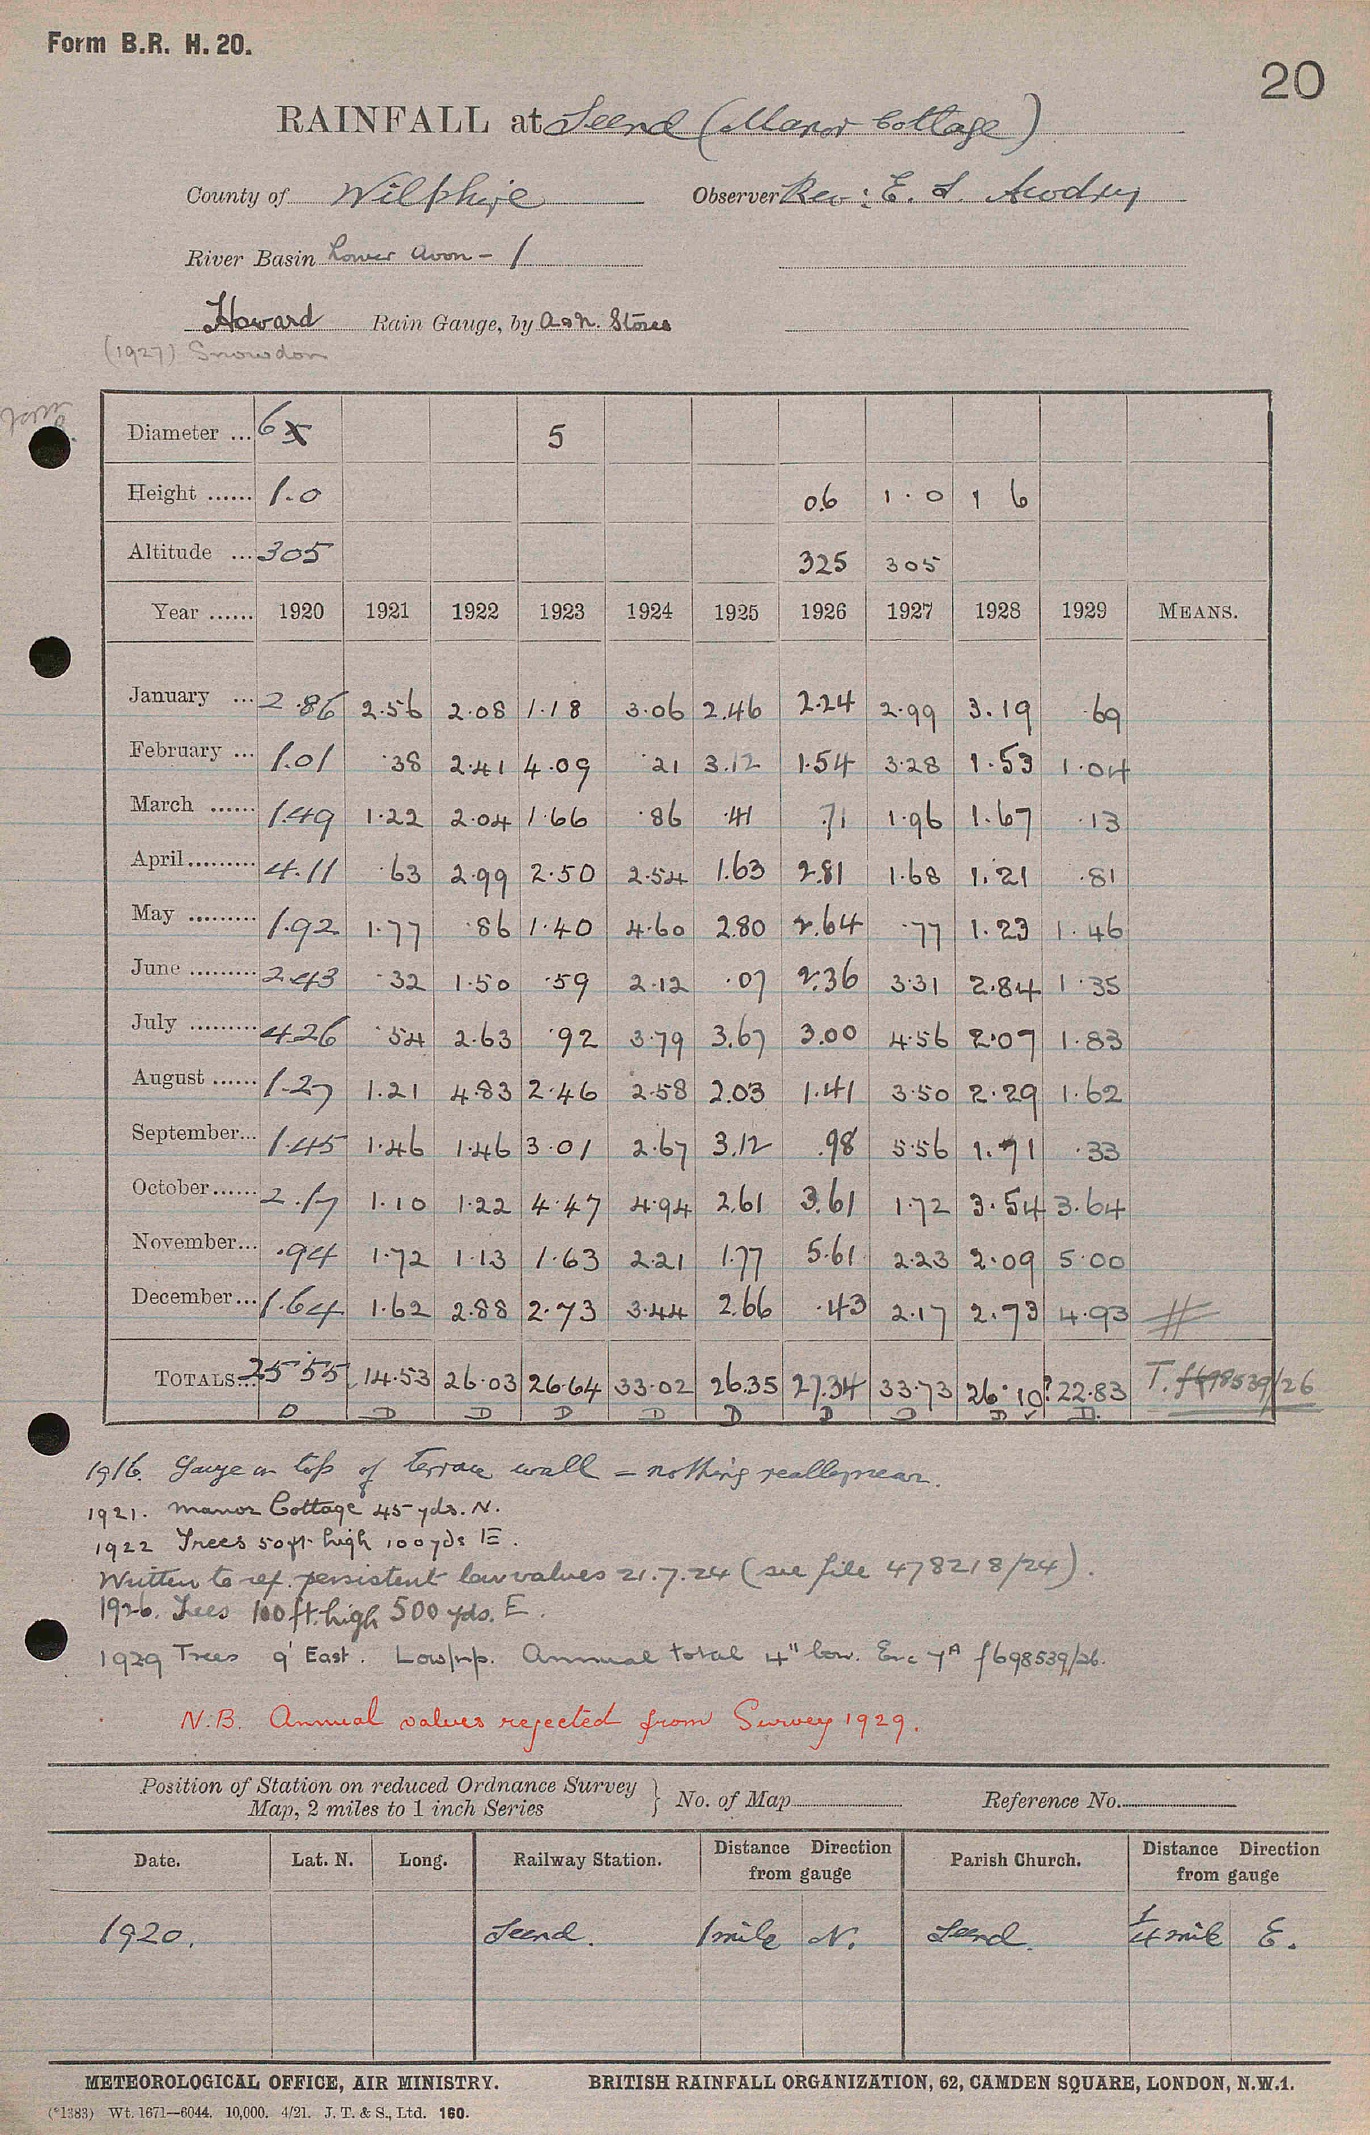 Form B.R. H. 20.
20
RAINFALL at Seend (Manor Cottage)
County of Wiltshire Observer Rev: E. L. Awdry
River Basin Lower Avon - 1
Howard Rain Gauge, by A & N. Stores
(1927) Snowdon
Diameter ... 6 5 5
Height ...... 1.0 0.6 1.0 1 6
Altitude ... 305 325 305
Year ...... 1920 1921 1922 1923 1924 1925 1926 1927 1928 1929 MEANS.
January ... 2.86 2.56 2.08 1.18 3.06 2.46 2.24 2.99 3.19 .69
February ... 1.01 .38 2.41 4.09 .21 3.12 1.54 3.28 1.53 1.04
March ...... 1.49 1.22 2.04 1.66 .86 .41 .71 1.96 1.67 .13
April ......... 4.11 .63 2.99 2.50 2.54 1.63 2.81 1.68 1.21 .81
May ......... 1.92 1.77 .86 1.40 4.60 2.80 2.64 .77 1.23 1.46
June ......... 2.43 .32 1.50 .59 2.12 .07 2.36 3.31 2.84 1.35
July ......... 4.26 .54 2.63 .92 3.79 3.67 3.00 4.56 2.07 1.83
August ...... 1.27 1.21 4.83 2.46 2.58 2.03 1.41 3.50 2.29 1.62
September... 1.45 1.46 1.46 3.01 2.67 3.12 .98 5.56 1.71 .33
October...... 2.17 1.10 1.22 4.47 4.94 2.61 3.61 1.72 3.54 3.64
November... .94 1.72 1.13 1.63 2.21 1.77 5.61 2.23 2.09 5.00
December... 1.64 1.62 2.88 2.73 3.44 2.66 .43 2.17 2.73 4.93
TOTALS... 25.55 14.53 26.03 26.64 33.02 26.35 27.34 33.73 26.10? 22.83 T. f698539/26
D D D D D D D D D D
1916. Gauge on top of terrace wall - nothing really near.
1921. Manor Cottage 45 yds. N.
1922 Trees 50 ft. high 100 yds E.
Written to ref. persistent low values 21.7.24 (see file 478218/24).
1926. Trees 100 ft. high 500 yds. E.
1929 Trees 9' East. Annual total 4" low. f698539/26.
N.B. Annual values rejected from Survey 1929.
Position of Station on reduced Ordnance Survey
Map, 2 miles to 1 inch Series } No. of Map Reference No.
Date. Lat. N. Long. Railway Station. Distance Direction from gauge Parish Church. Distance Direction from gauge
1920. Seend. 1 mile N. Seend. 1/4 mile E.
METEOROLOGICAL OFFICE, AIR MINISTRY. BRITISH RAINFALL ORGANIZATION, 62, CAMDEN SQUARE, LONDON, N.W.1.
(*1383) Wt. 1671—6044. 10,000. 4/21. J. T. & S., Ltd. 160.